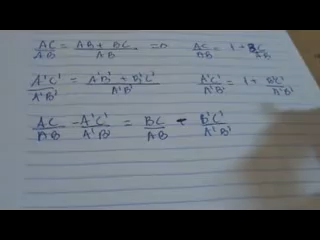 AC/AB = AB + BC/AB => AC/AB = 1 + BC/AB
A'C'/A'B' = A'B' + B'C'/A'B' A'C'/A'B' = 1 + B'C'/A'B'
AC/AB - A'C'/A'B' = BC/AB - B'C'/A'B'